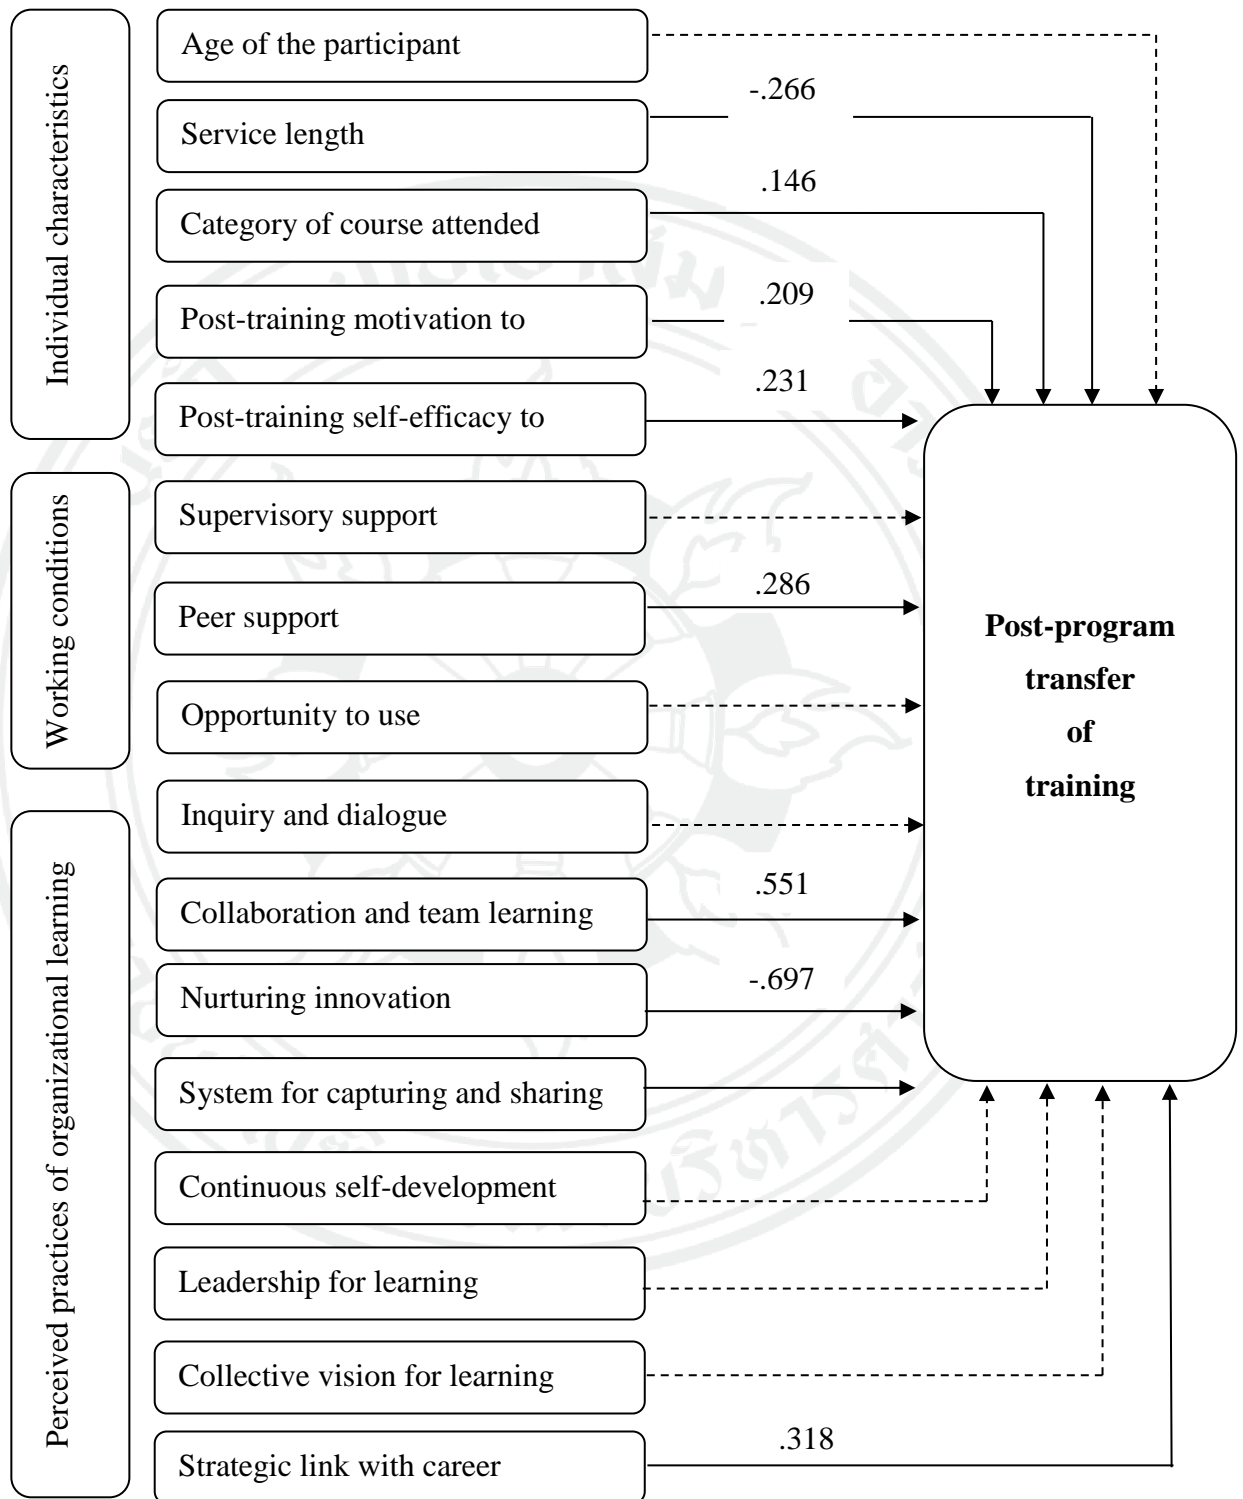 Individual characteristics
Age of the participant
-.266
Service length
.146
Category of course attended
.209
Post-training motivation to
.231
Post-training self-efficacy to
Working conditions
Supervisory support
.286
Peer support
Opportunity to use
Post-program
transfer
of
training
Perceived practices of organizational learning
Inquiry and dialogue
.551
Collaboration and team learning
-.697
Nurturing innovation
System for capturing and sharing
Continuous self-development
Leadership for learning
Collective vision for learning
.318
Strategic link with career